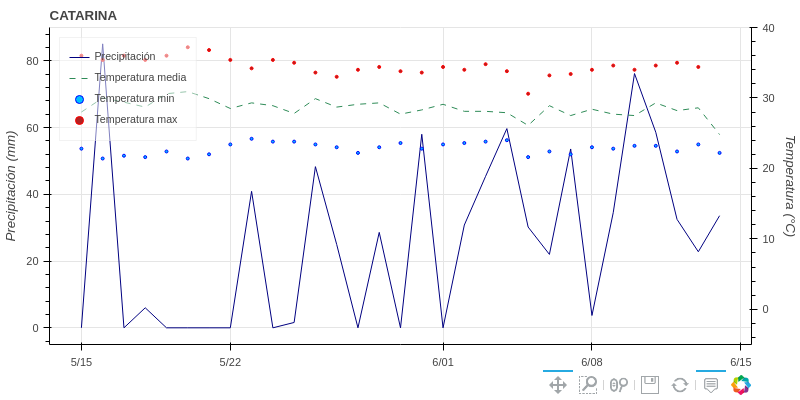 CATARINA
Precipitación
Temperatura media
Temperatura min
Temperatura max
Precipitación (mm)
80
60
40
20
0
Temperatura (°C)
40
30
20
10
0
5/15
5/22
6/01
6/08
6/15